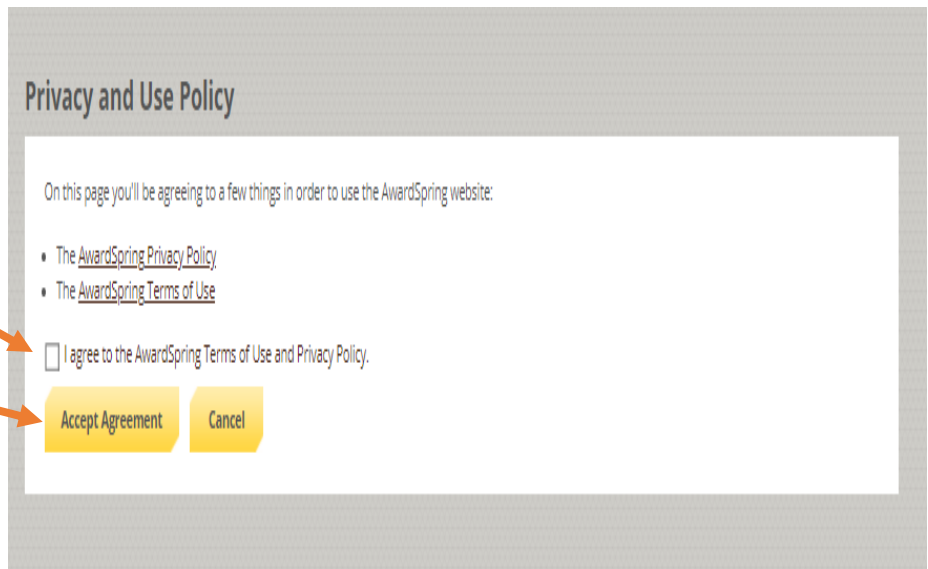 Privacy and Use Policy
On this page you'll be agreeing to a few things in order to use the AwardSpring website:
The AwardSpring Privacy Policy
The AwardSpring Terms of Use
I agree to the AwardSpring Terms of Use and Privacy Policy.
Accept Agreement Cancel